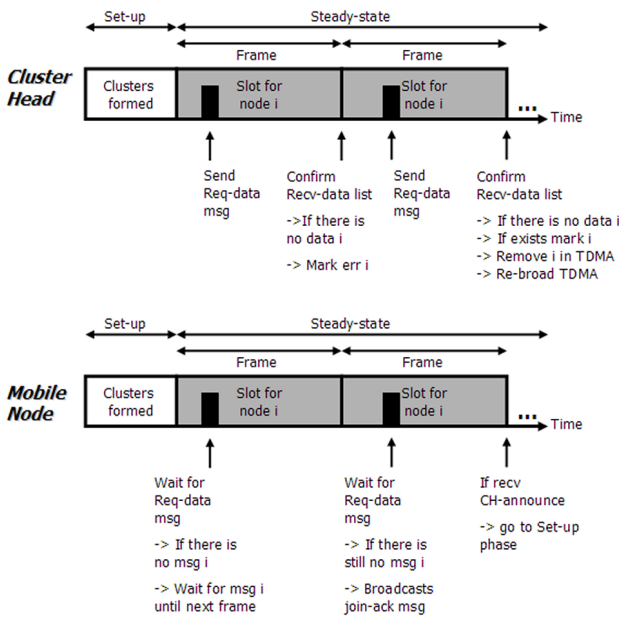 Set-up
Steady-state
Frame
Frame
Cluster
Head
Clusters
formed
Slot for
node i
Slot for
node i
...
Time
Send
Req-data
msg
Confirm
Recv-data list
->If there is
no data i
-> Mark err i
Send
Req-data
msg
Confirm
Recv-data list
-> If there is no data i
-> If exists mark i
-> Remove i in TDMA
-> Re-broad TDMA
Set-up
Steady-state
Frame
Frame
Mobile
Node
Clusters
formed
Slot for
node i
Slot for
node i
...
Time
Wait for
Req-data
msg
-> If there is
no msg i
-> Wait for msg i
until next frame
Wait for
Req-data
msg
-> If there is
still no msg i
-> Broadcasts
join-ack msg
If recv
CH-announce
-> go to Set-up
phase